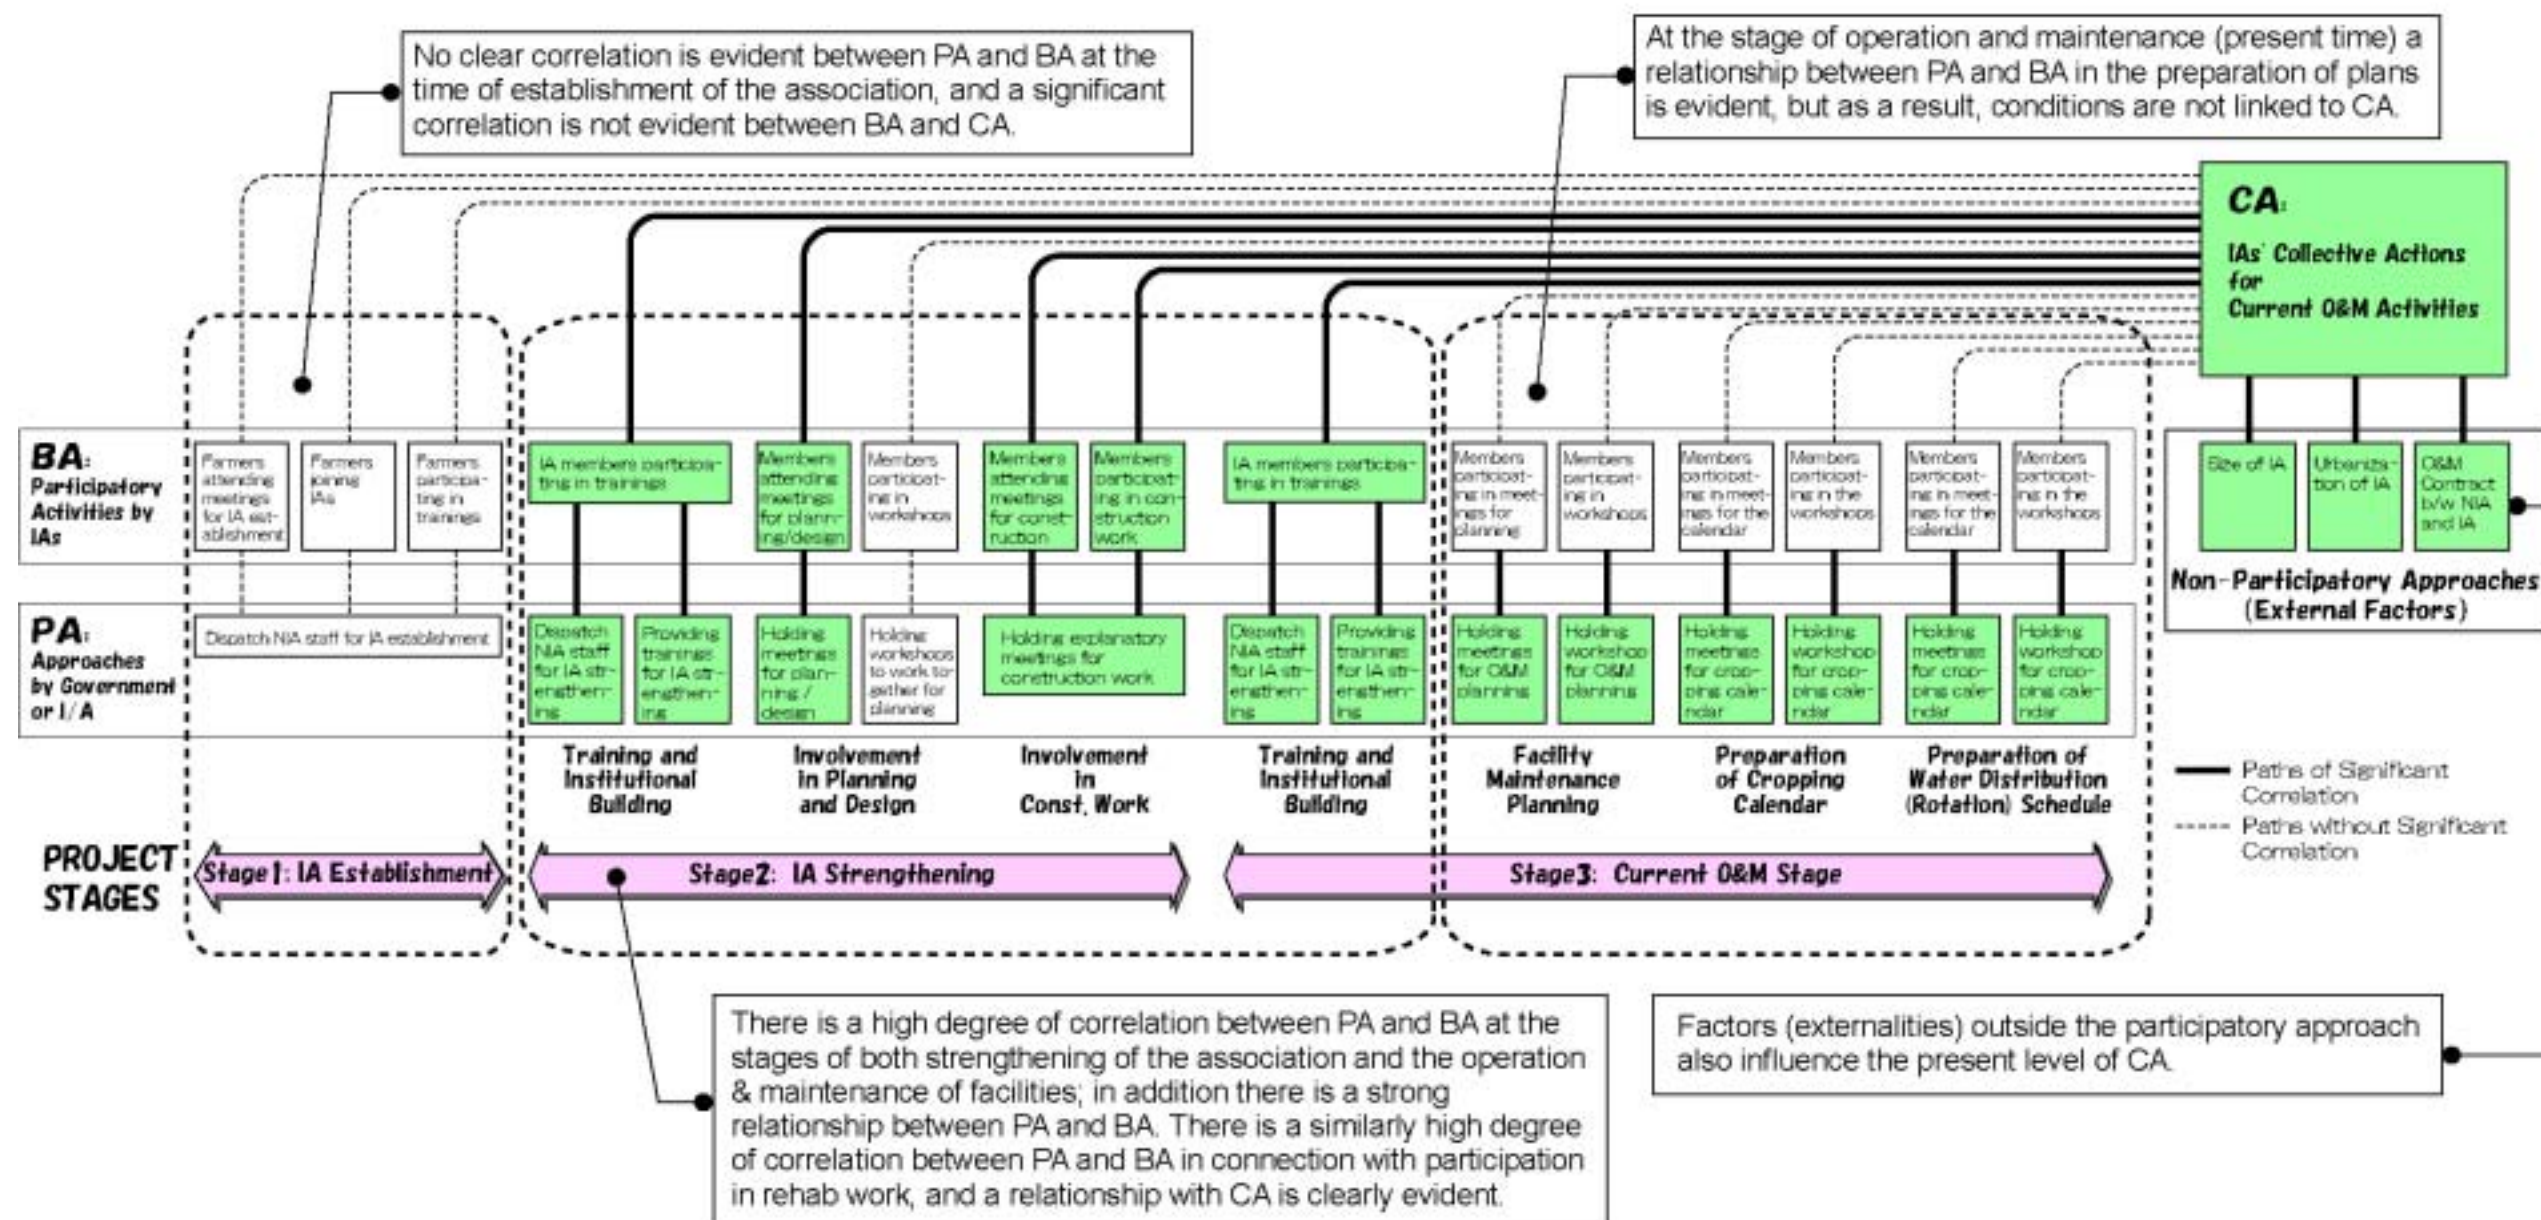 No clear correlation is evident between PA and BA at the
time of establishment of the association, and a significant
correlation is not evident between BA and CA.
At the stage of operation and maintenance (present time) a
relationship between PA and BA in the preparation of plans
is evident, but as a result, conditions are not linked to CA.
CA:
IAs' Collective Actions
for
Current O&M Activities
BA:
Participatory
Activities by
IAs
Farmers
attending
meetings
for IA est-
ablishment
Farmers
joining
IAs
Farmers
participa-
ting in
trainings
IA members participa-
ting in trainings
Members
attending
meetings
for plann-
ing/design
Members
participat-
ing in
workshops
Members
attending
meetings
for const-
ruction
Members
participat-
ing in con-
struction
work
IA members participa-
ting in trainings
Members
participat-
ing in meet-
ings for
planning
Members
participat-
ing in
workshops
Members
participat-
ing in meet-
ings for the
calendar
Members
participat-
ing in the
workshops
Members
participat-
ing in meet-
ings for the
calendar
Members
participat-
ing in the
workshops
Size of IA
Urbaniza-
tion of IA
O&M
Contract
b/w NIA
and IA
Non-Participatory Approaches
(External Factors)
PA:
Approaches
by Government
or I/A
Dispatch NIA staff for IA establishment
Dispatch
NIA staff
for IA str-
engthen-
ing
Providing
trainings
for IA str-
engthen-
ing
Holding
meetings
for plan-
ning /
design
Holding
workshops
to work to-
gether for
planning
Holding explanatory
meetings for
construction work
Dispatch
NIA staff
for IA str-
engthen-
ing
Providing
trainings
for IA str-
engthen-
ing
Holding
meetings
for O&M
planning
Holding
workshop
for O&M
planning
Holding
meetings
for crop-
ping cale-
ndar
Holding
workshop
for crop-
ping cale-
ndar
Holding
meetings
for crop-
ping cale-
ndar
Holding
workshop
for crop-
ping cale-
ndar
Training and
Institutional
Building
Involvement
in Planning
and Design
Involvement
in
Const. Work
Training and
Institutional
Building
Facility
Maintenance
Planning
Preparation
of Cropping
Calendar
Preparation of
Water Distribution
(Rotation) Schedule
Paths of Significant
Correlation
Paths without Significant
Correlation
PROJECT
STAGES
Stage1: IA Establishment
Stage2: IA Strengthening
Stage3: Current O&M Stage
There is a high degree of correlation between PA and BA at the
stages of both strengthening of the association and the operation
& maintenance of facilities; in addition there is a strong
relationship between PA and BA. There is a similarly high degree
of correlation between PA and BA in connection with participation
in rehab work, and a relationship with CA is clearly evident.
Factors (externalities) outside the participatory approach
also influence the present level of CA.